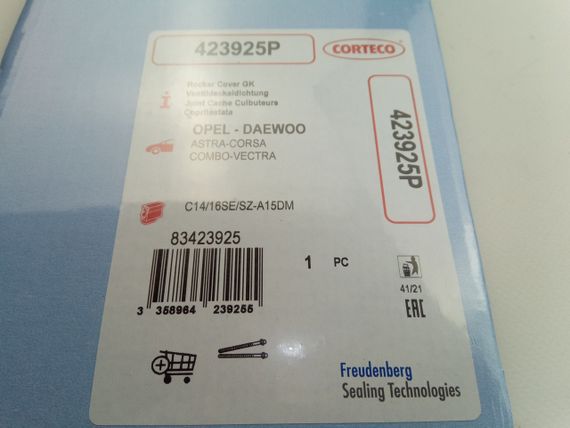 423925P
CORTECO
Rocker Cover GK
Ventildeckeldichtung
Joint Cache Culbuteurs
Copritestata
423925P
OPEL - DAEWOO
ASTRA-CORSA
COMBO-VECTRA
C14/16SE/SZ-A15DM
83423925
1 PC
3 358964 239255
41/21
EAC
Freudenberg
Sealing Technologies